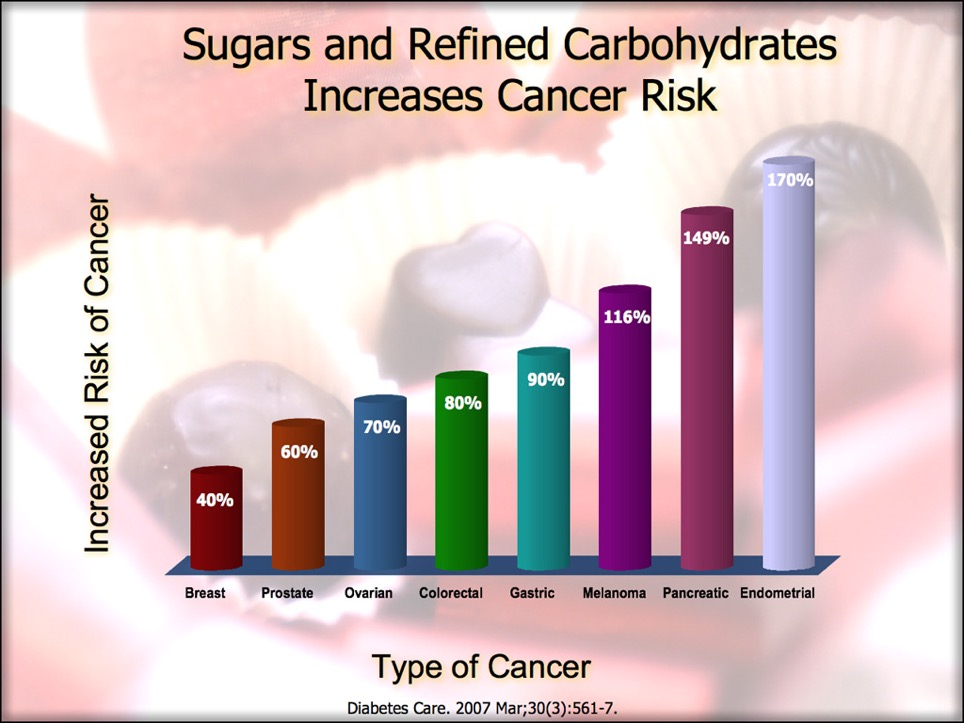 Sugars and Refined Carbohydrates
Increases Cancer Risk
Increased Risk of Cancer
40%
60%
70%
80%
90%
116%
149%
170%
Breast
Prostate
Ovarian
Colorectal
Gastric
Melanoma
Pancreatic
Endometrial
Type of Cancer
Diabetes Care. 2007 Mar;30(3):561-7.